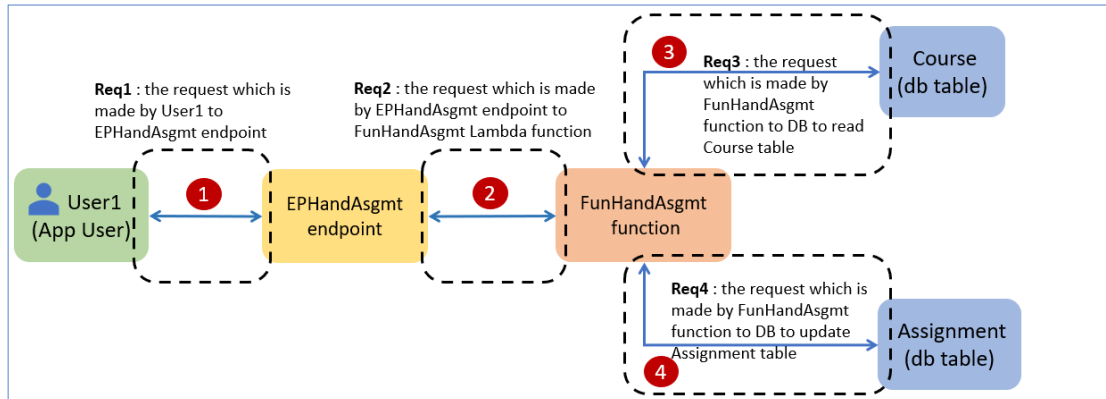 Req1 : the request which is
made by User1 to
EPHandAsgmt endpoint
Req2 : the request which is made
by EPHandAsgmt endpoint to
FunHandAsgmt Lambda function
3
Req3 : the request
which is made by
FunHandAsgmt
function to DB to read
Course table
Course
(db table)
User1
(App User)
1
EPHandAsgmt
endpoint
2
FunHandAsgmt
function
Req4 : the request which is
made by FunHandAsgmt
function to DB to update
Assignment table
4
Assignment
(db table)